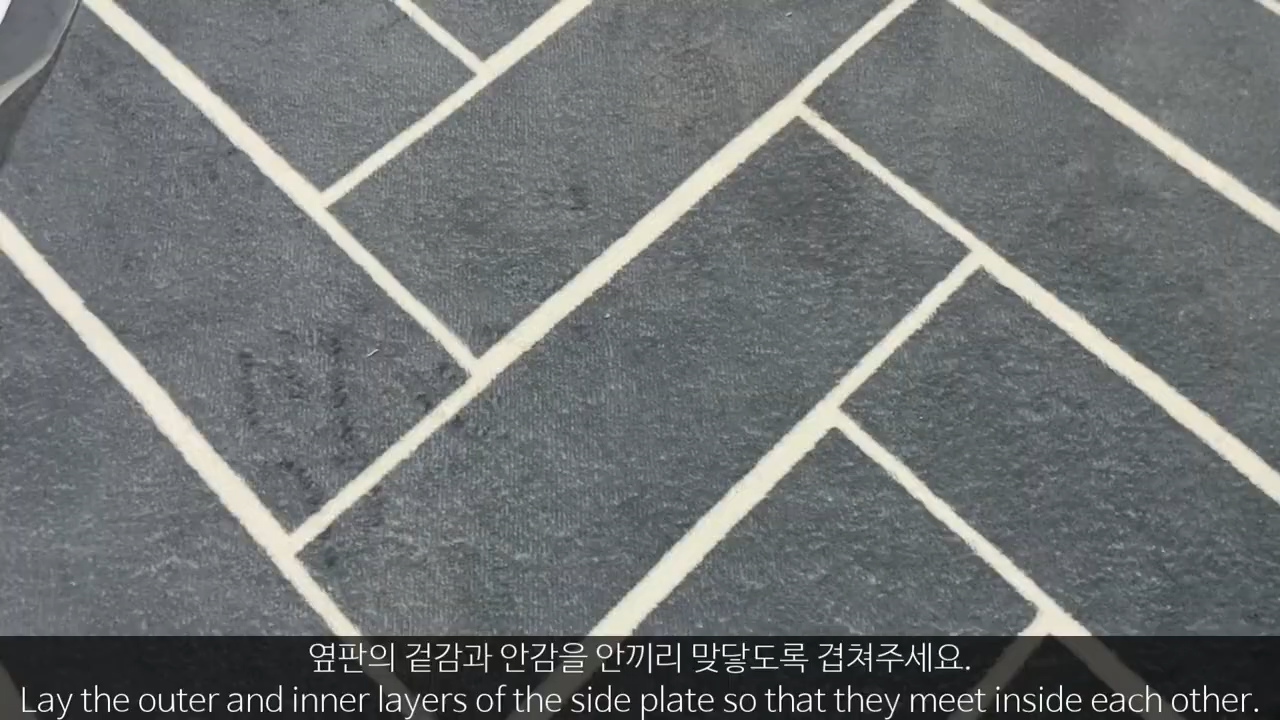 옆판의 겉감과 안감을 안끼리 맞닿도록 겹쳐주세요.
Lay the outer and inner layers of the side plate so that they meet inside each other.